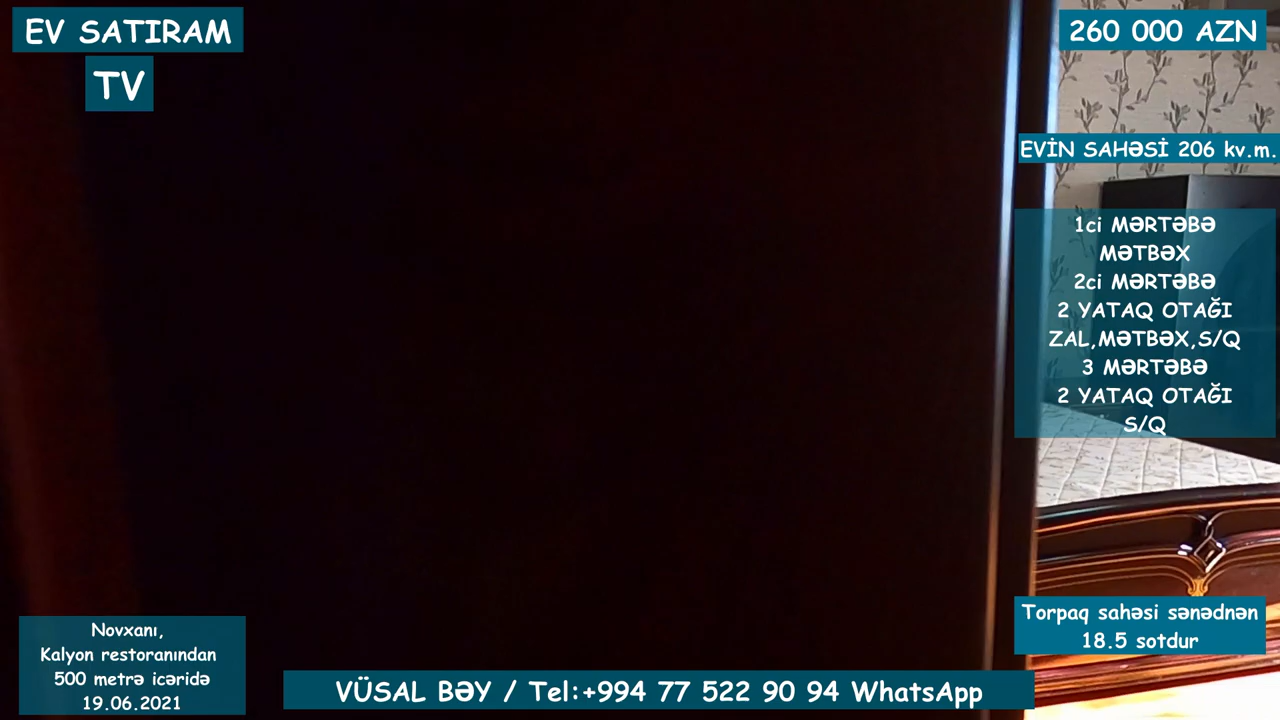 EV SATIRAM
TV
260 000 AZN
EVİN SAHƏSİ 206 kv.m.
1ci MƏRTƏBƏ
MƏTBƏX
2ci MƏRTƏBƏ
2 YATAQ OTAĞI
ZAL,MƏTBƏX,S/Q
3 MƏRTƏBƏ
2 YATAQ OTAĞI
S/Q
Torpaq sahəsi sənədnən
18.5 sotdur
Novxanı,
Kalyon restoranından
500 metrə icəridə
19.06.2021
VÜSAL BƏY / Tel:+994 77 522 90 94 WhatsApp